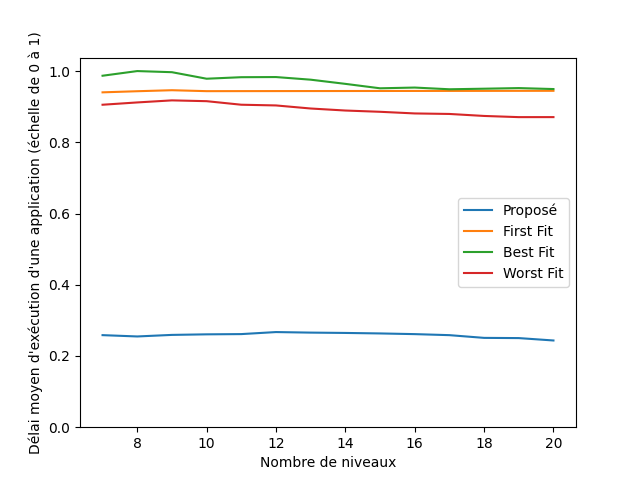 Délai moyen d'exécution d'une application (échelle de 0 à 1)
1.0
0.8
0.6
0.4
0.2
0.0
Proposé
First Fit
Best Fit
Worst Fit
8 10 12 14 16 18 20
Nombre de niveaux